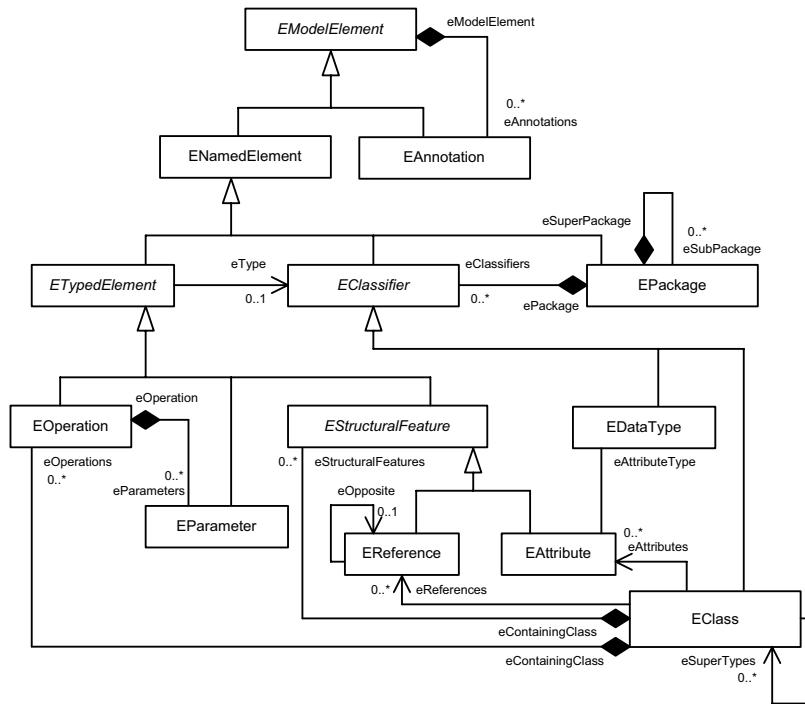 EModelElement
eModelElement
0..*
eAnnotations
ENamedElement
EAnnotation
eSuperPackage
0..*
eSubPackage
ETypedElement
eType
0..1
EClassifier
eClassifiers
0..*
ePackage
EPackage
EOperation
eOperation
EStructuralFeature
EDataType
eOperations
0..*
0..*
eParameters
0..*
eStructuralFeatures
eAttributeType
EParameter
eOpposite
0..1
EReference
EAttribute
0..*
eAttributes
0..*
eReferences
EClass
eContainingClass
eContainingClass
eSuperTypes
0..*